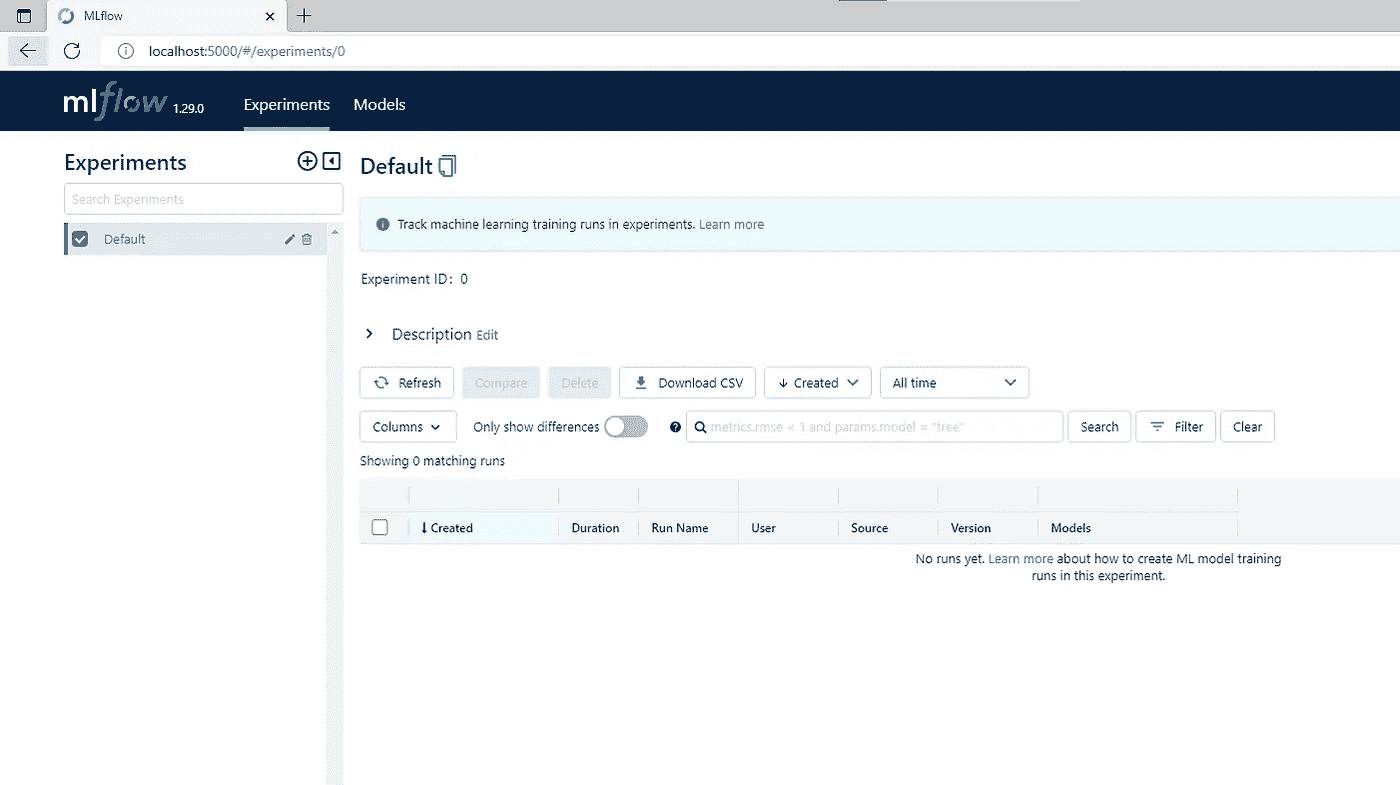 MLflow
localhost:5000/#/experiments/0
mlflow 1.29.0 Experiments Models
Experiments
Default
Search Experiments
Default
Track machine learning training runs in experiments. Learn more
Experiment ID: 0
Description Edit
Refresh Compare Delete Download CSV Created All time
Columns Only show differences metrics.rmse < 1 and params.model = "tree" Search Filter Clear
Showing 0 matching runs
Created Duration Run Name User Source Version Models
No runs yet. Learn more about how to create ML model training
runs in this experiment.